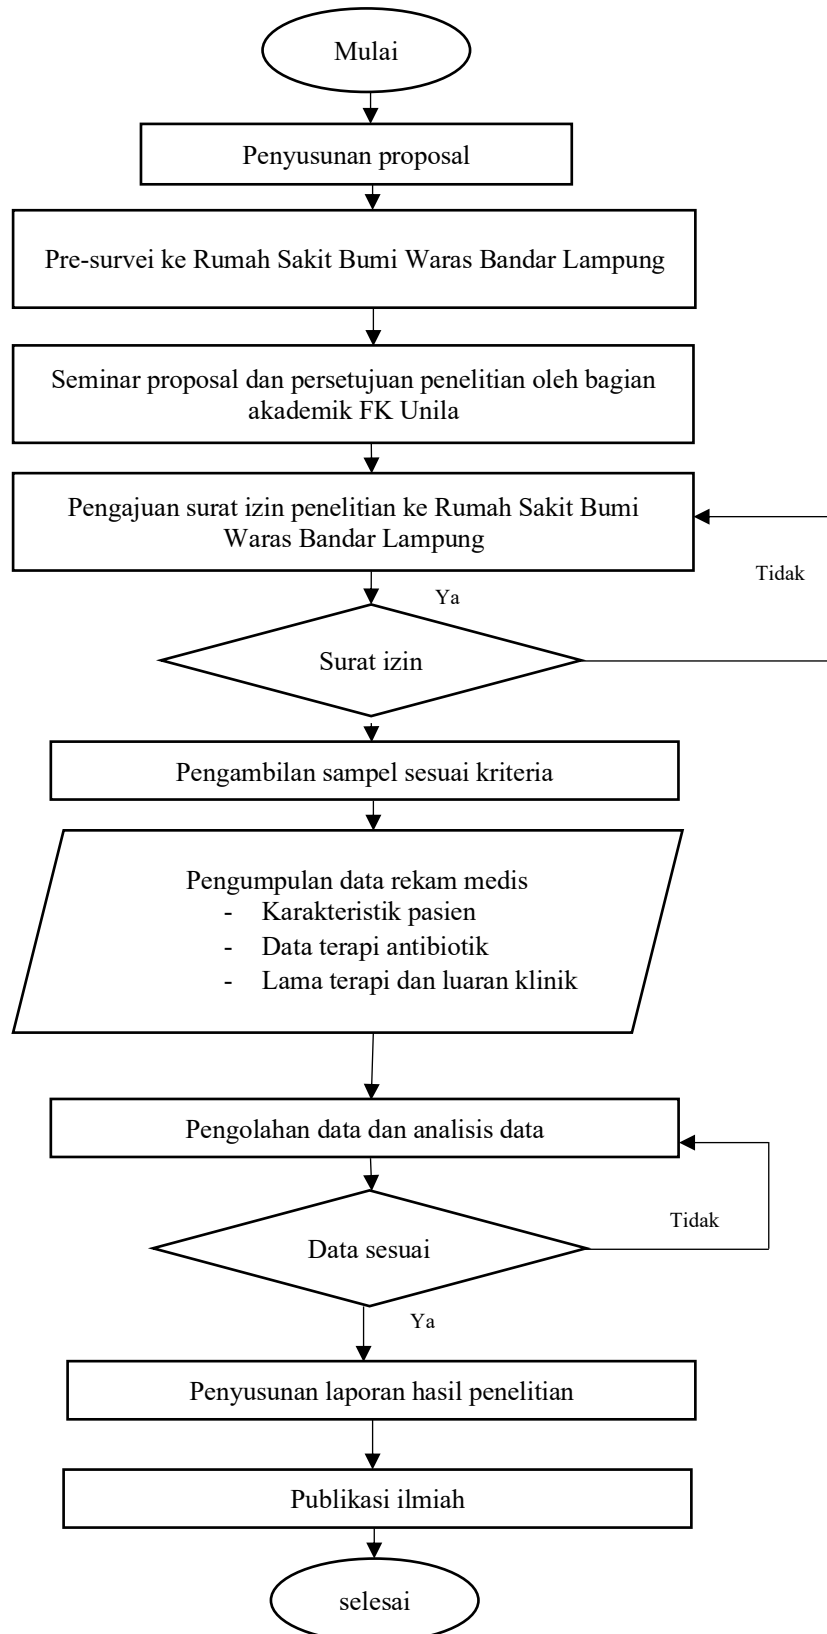 Mulai
Penyusunan proposal
Pre-survei ke Rumah Sakit Bumi Waras Bandar Lampung
Seminar proposal dan persetujuan penelitian oleh bagian
akademik FK Unila
Pengajuan surat izin penelitian ke Rumah Sakit Bumi
Waras Bandar Lampung
Tidak
Ya
Surat izin
Pengambilan sampel sesuai kriteria
Pengumpulan data rekam medis
- Karakteristik pasien
- Data terapi antibiotik
- Lama terapi dan luaran klinik
Pengolahan data dan analisis data
Tidak
Data sesuai
Ya
Penyusunan laporan hasil penelitian
Publikasi ilmiah
selesai